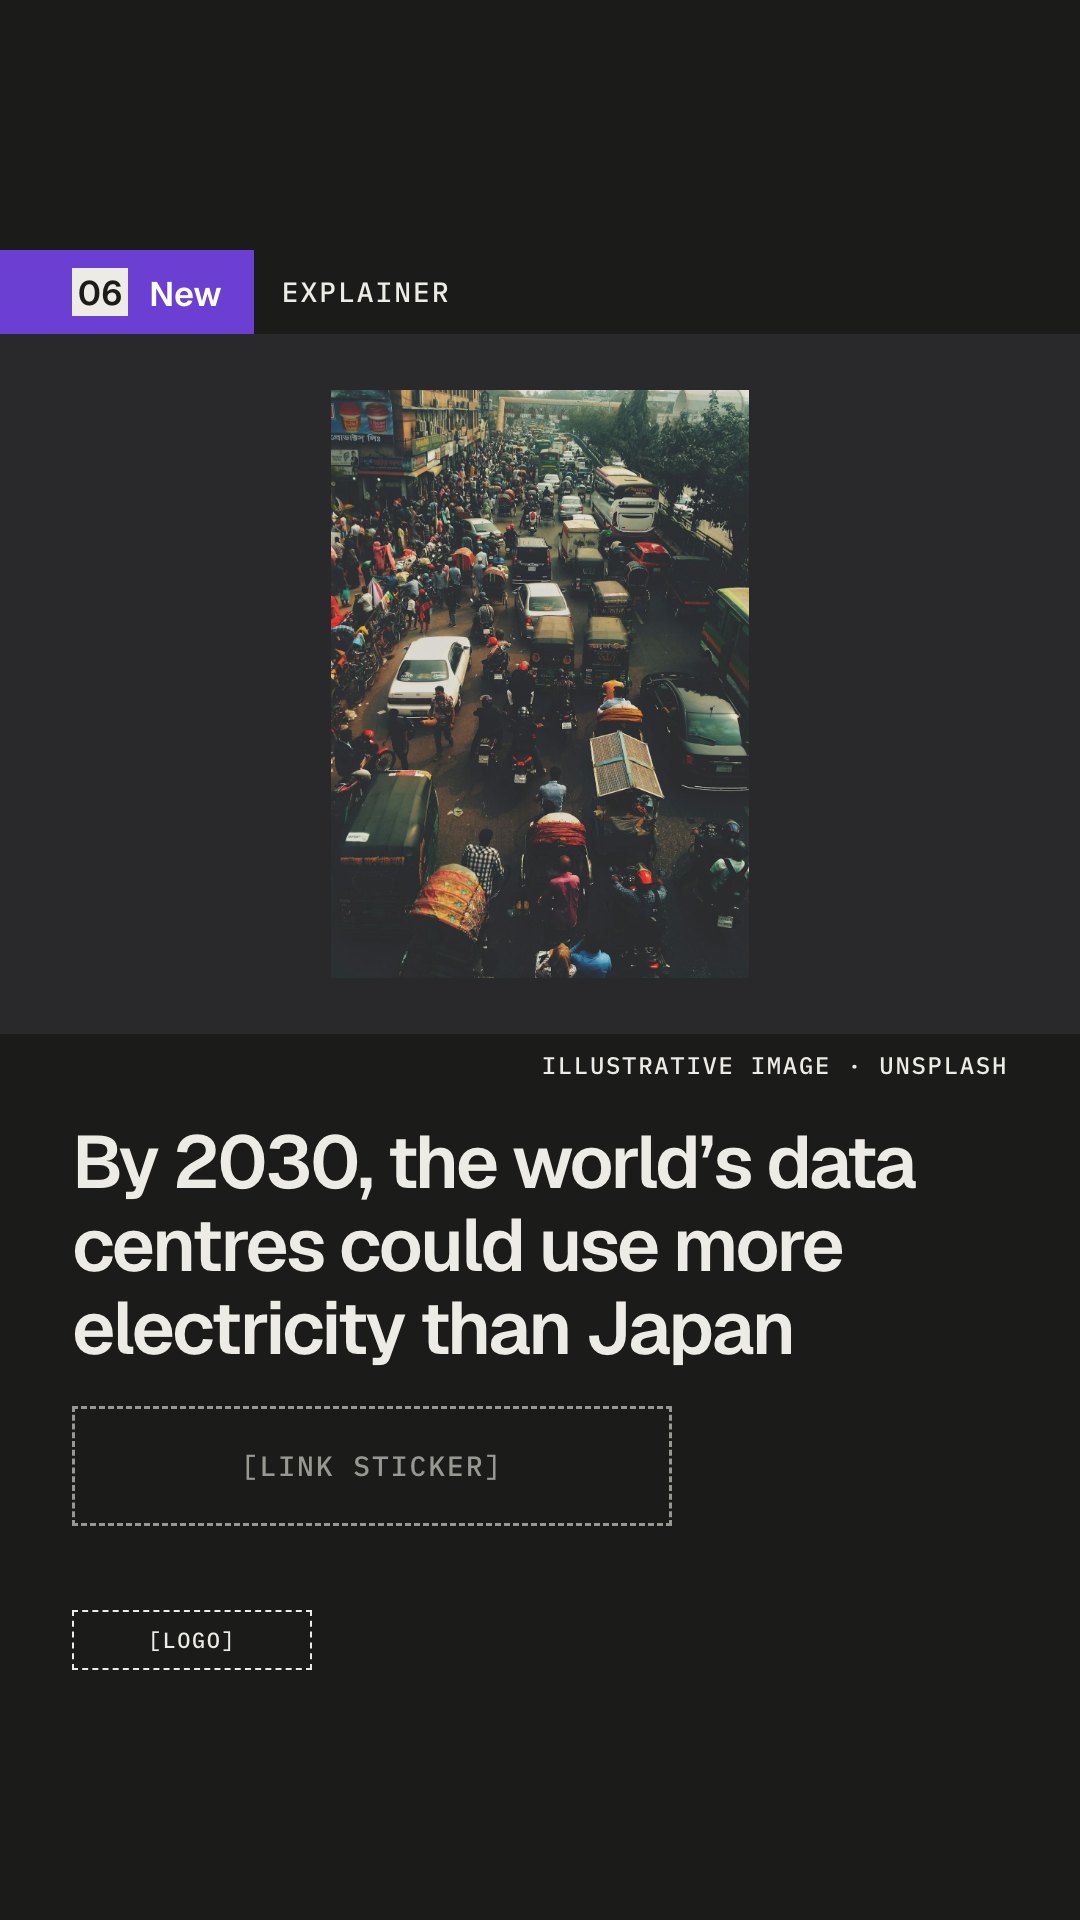 06 New
EXPLAINER
ILLUSTRATIVE IMAGE · UNSPLASH
By 2030, the world’s data
centres could use more
electricity than Japan
[LINK STICKER]
[LOGO]